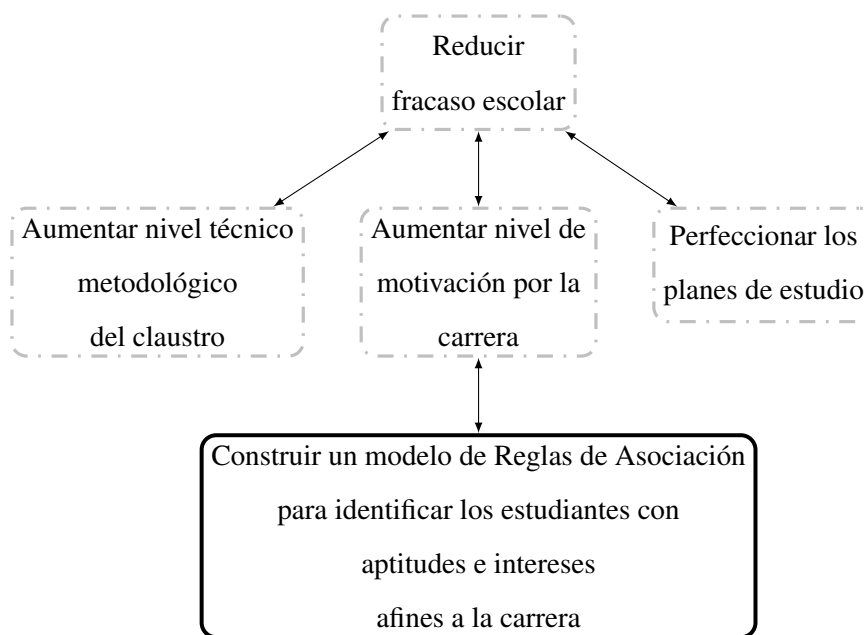 Reducir
fracaso escolar
Aumentar nivel técnico
metodológico
del claustro
Aumentar nivel de
motivación por la
carrera
Perfeccionar los
planes de estudio
Construir un modelo de Reglas de Asociación
para identificar los estudiantes con
aptitudes e intereses
afines a la carrera